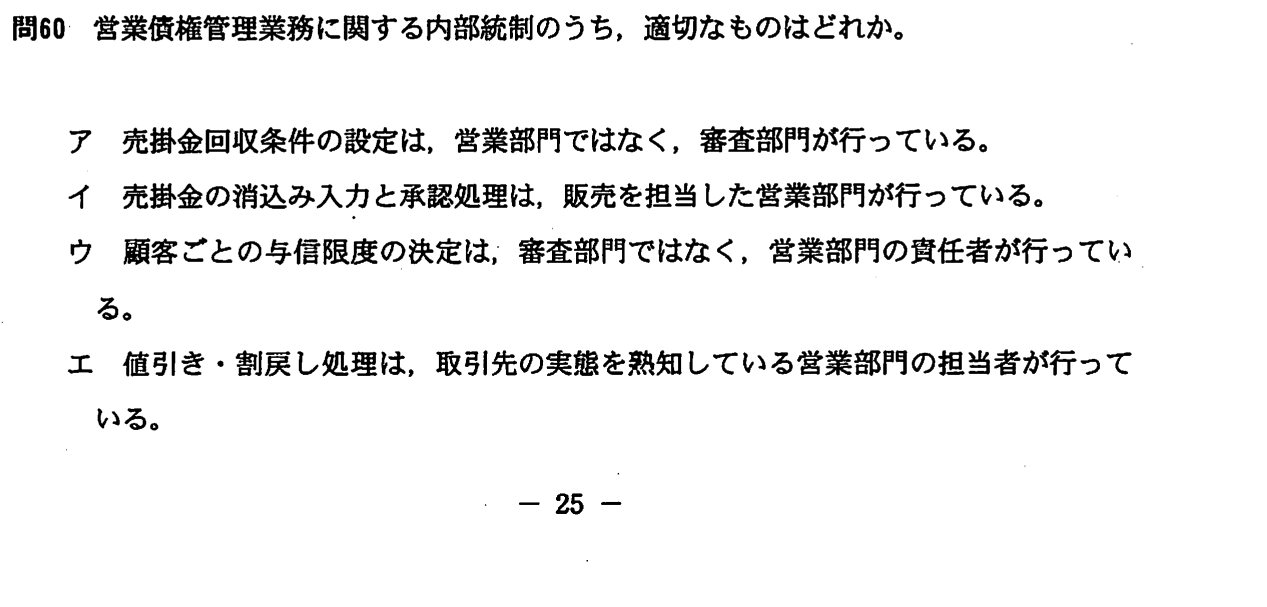 問60 営業債権管理業務に関する内部統制のうち，適切なものはどれか。
ア 売掛金回収条件の設定は，営業部門ではなく，審査部門が行っている。
イ 売掛金の消込み入力と承認処理は，販売を担当した営業部門が行っている。
ウ 顧客ごとの与信限度の決定は，審査部門ではなく，営業部門の責任者が行ってい
る。
エ 値引き・割戻し処理は，取引先の実態を熟知している営業部門の担当者が行って
いる。
－ 25 －